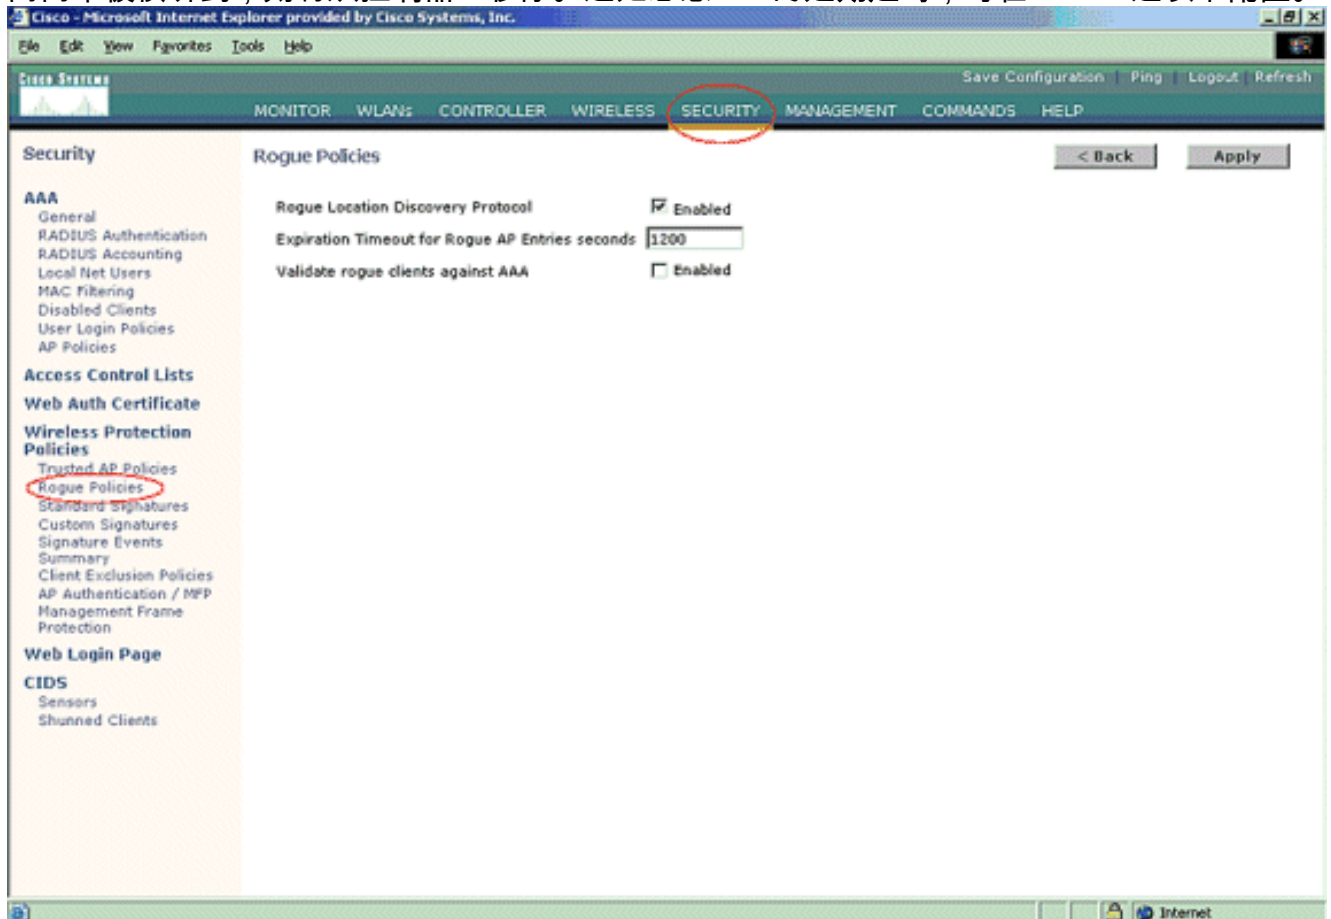 Cisco - Microsoft Internet Explorer provided by Cisco Systems, Inc.
File Edit View Favorites Tools Help
Cisco Systems
Save Configuration | Ping | Logout | Refresh
MONITOR WLANs CONTROLLER WIRELESS SECURITY MANAGEMENT COMMANDS HELP
Security
AAA
General
RADIUS Authentication
RADIUS Accounting
Local Net Users
MAC Filtering
Disabled Clients
User Login Policies
AP Policies
Access Control Lists
Web Auth Certificate
Wireless Protection
Policies
Trusted AP Policies
Rogue Policies
Standard Signatures
Custom Signatures
Signature Events
Summary
Client Exclusion Policies
AP Authentication / MFP
Management Frame
Protection
Web Login Page
CIDS
Sensors
Shunned Clients
Rogue Policies
< Back Apply
Rogue Location Discovery Protocol Enabled
Expiration Timeout for Rogue AP Entries seconds 1200
Validate rogue clients against AAA Enabled
Internet